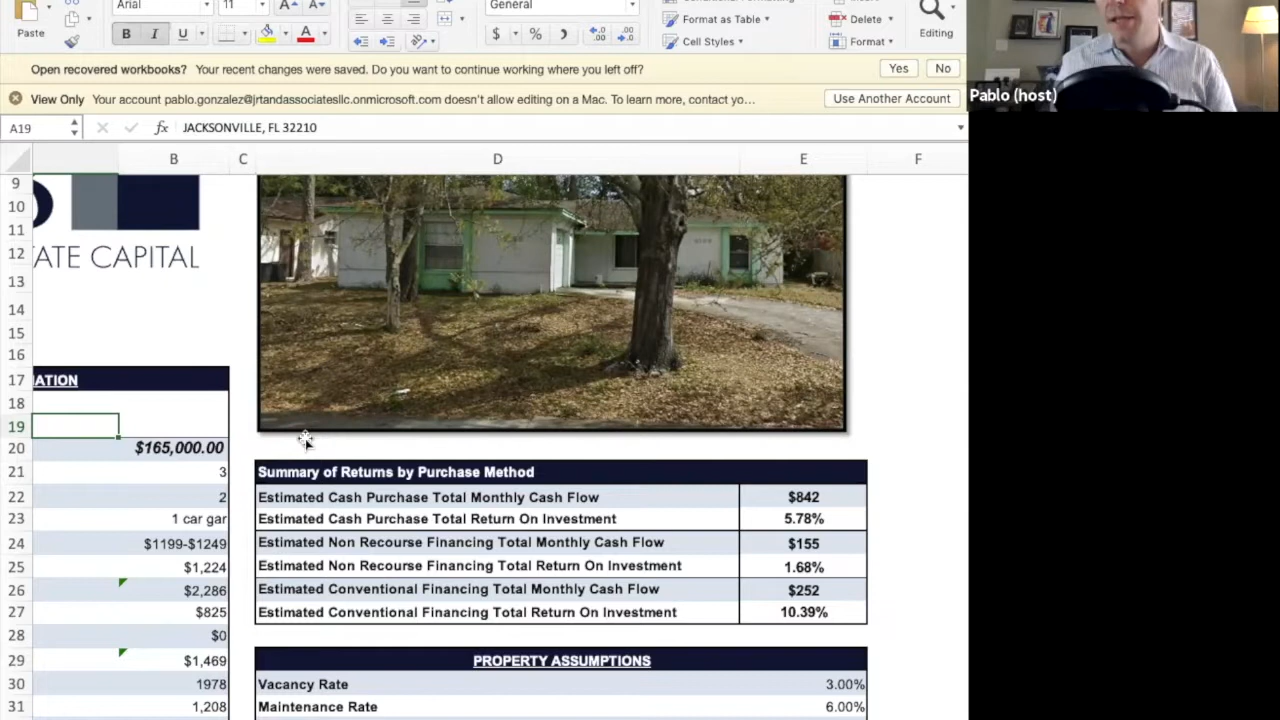 Arial
11
A
A
General
Paste
B I U
A
$ % 
Format as Table
Cell Styles
Delete
Format
Editing
Open recovered workbooks? Your recent changes were saved. Do you want to continue working where you left off?
Yes
No
View Only Your account pablo.gonzalez@jrtandassociatesllc.onmicrosoft.com doesn't allow editing on a Mac. To learn more, contact yo…
Use Another Account
Pablo (host)
A19
fx JACKSONVILLE, FL 32210
B C D E F
9
10
11
12
ATE CAPITAL
13
14
15
16
17 ATION
18
19
20 $165,000.00
21 3 Summary of Returns by Purchase Method
22 2 Estimated Cash Purchase Total Monthly Cash Flow $842
23 1 car gar Estimated Cash Purchase Total Return On Investment 5.78%
24 $1199-$1249 Estimated Non Recourse Financing Total Monthly Cash Flow $155
25 $1,224 Estimated Non Recourse Financing Total Return On Investment 1.68%
26 $2,286 Estimated Conventional Financing Total Monthly Cash Flow $252
27 $825 Estimated Conventional Financing Total Return On Investment 10.39%
28 $0
29 $1,469 PROPERTY ASSUMPTIONS
30 1978 Vacancy Rate 3.00%
31 1,208 Maintenance Rate 6.00%